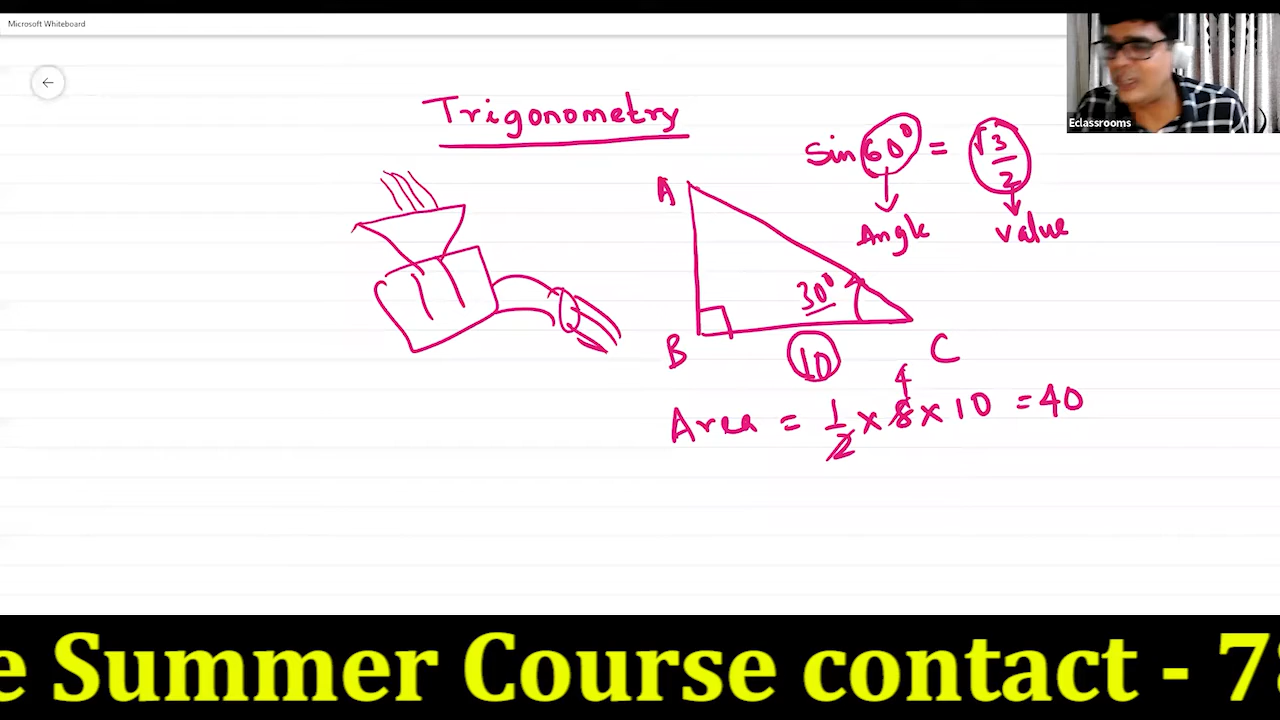 Microsoft Whiteboard
Eclassrooms
Trigonometry
Sin 60° = √3/2
Angle
Value
A
30°
B
10
C
4
Area = 1/2 × 8 × 10 = 40
e Summer Course contact - 7